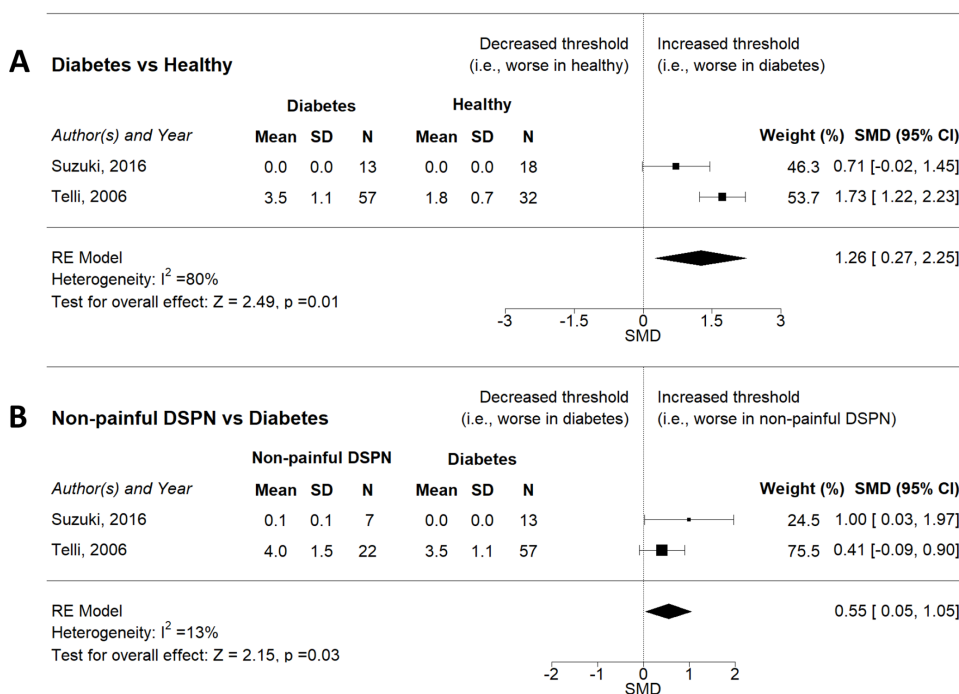 A
Diabetes vs Healthy
Decreased threshold
(i.e., worse in healthy)
Increased threshold
(i.e., worse in diabetes)
Diabetes Healthy
Author(s) and Year Mean SD N Mean SD N Weight (%) SMD (95% CI)
Suzuki, 2016 0.0 0.0 13 0.0 0.0 18 46.3 0.71 [-0.02, 1.45]
Telli, 2006 3.5 1.1 57 1.8 0.7 32 53.7 1.73 [ 1.22, 2.23]
RE Model 1.26 [ 0.27, 2.25]
Heterogeneity: I² =80%
Test for overall effect: Z = 2.49, p =0.01
-3 -1.5 0 1.5 3
SMD
B
Non-painful DSPN vs Diabetes
Decreased threshold
(i.e., worse in diabetes)
Increased threshold
(i.e., worse in non-painful DSPN)
Non-painful DSPN Diabetes
Author(s) and Year Mean SD N Mean SD N Weight (%) SMD (95% CI)
Suzuki, 2016 0.1 0.1 7 0.0 0.0 13 24.5 1.00 [ 0.03, 1.97]
Telli, 2006 4.0 1.5 22 3.5 1.1 57 75.5 0.41 [-0.09, 0.90]
RE Model 0.55 [ 0.05, 1.05]
Heterogeneity: I² =13%
Test for overall effect: Z = 2.15, p =0.03
-2 -1 0 1 2
SMD